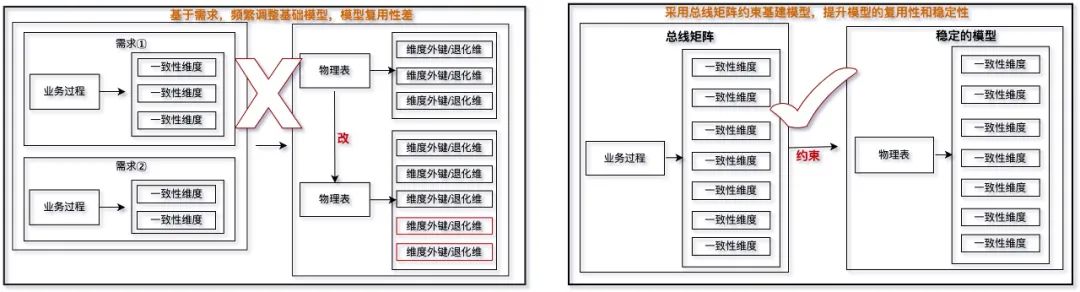 基于需求，频繁调整基础模型，模型复用性差
需求①
业务过程
一致性维度
一致性维度
一致性维度
需求②
业务过程
一致性维度
一致性维度
物理表
维度外键/退化维
维度外键/退化维
维度外键/退化维
改
物理表
维度外键/退化维
维度外键/退化维
维度外键/退化维
维度外键/退化维
维度外键/退化维
采用总线矩阵约束基建模型，提升模型的复用性和稳定性
总线矩阵
业务过程
一致性维度
一致性维度
一致性维度
一致性维度
一致性维度
一致性维度
一致性维度
约束
稳定的模型
物理表
一致性维度
一致性维度
一致性维度
一致性维度
一致性维度
一致性维度
一致性维度